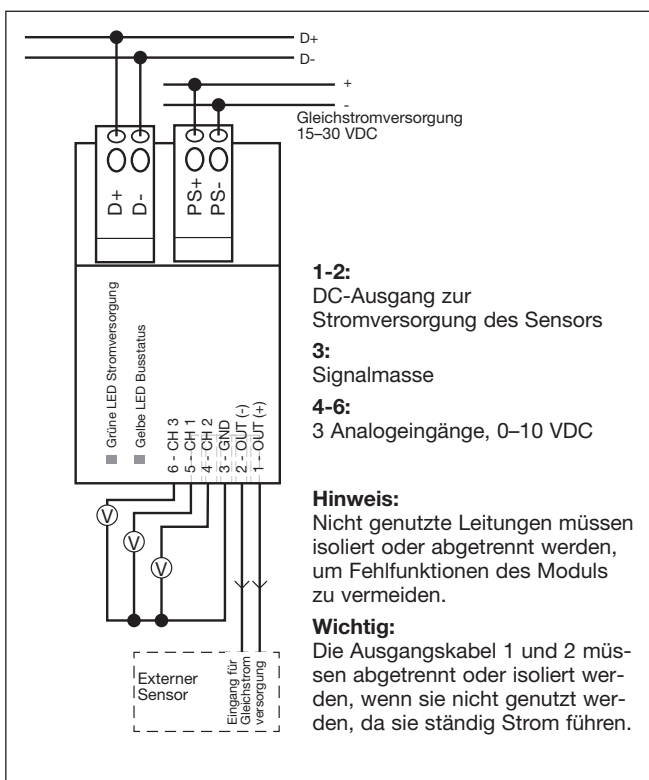 D+
D-
+
-
Gleichstromversorgung
15–30 VDC
D+
D-
PS+
PS-
Grüne LED Stromversorgung
Gelbe LED Busstatus
6 - CH 3
5 - CH 1
4 - CH 2
3 - GND
2 - OUT (-)
1 - OUT (+)
V
V
V
Externer
Sensor
Eingang für
Gleichstrom
versorgung
1-2:
DC-Ausgang zur
Stromversorgung des Sensors
3:
Signalmasse
4-6:
3 Analogeingänge, 0–10 VDC
Hinweis:
Nicht genutzte Leitungen müssen
isoliert oder abgetrennt werden,
um Fehlfunktionen des Moduls
zu vermeiden.
Wichtig:
Die Ausgangskabel 1 und 2 müs-
sen abgetrennt oder isoliert wer-
den, wenn sie nicht genutzt wer-
den, da sie ständig Strom führen.